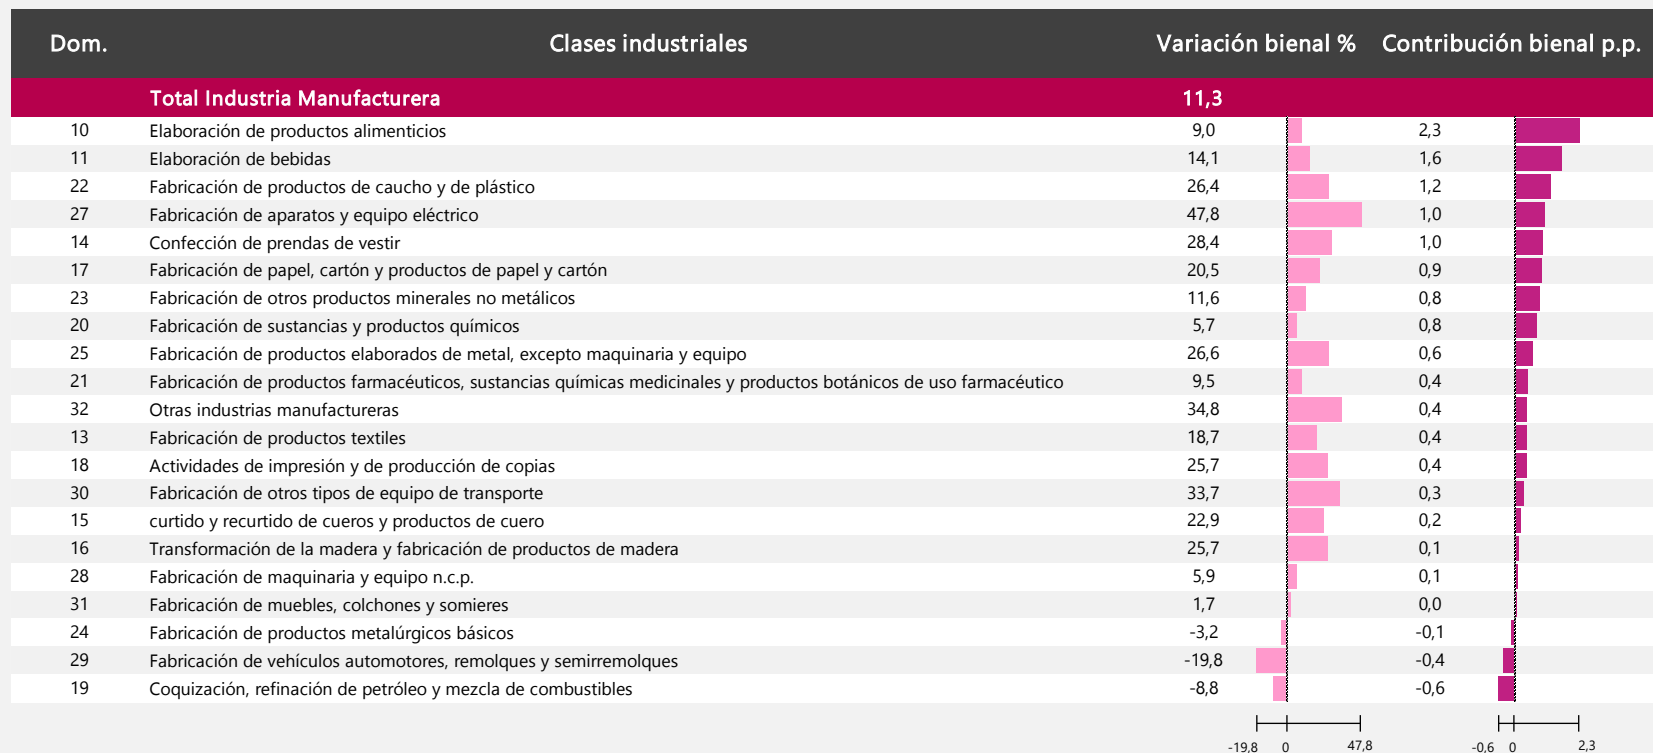 Dom. Clases industriales Variación bienal % Contribución bienal p.p.
Total Industria Manufacturera 11,3
10 Elaboración de productos alimenticios 9,0 2,3
11 Elaboración de bebidas 14,1 1,6
22 Fabricación de productos de caucho y de plástico 26,4 1,2
27 Fabricación de aparatos y equipo eléctrico 47,8 1,0
14 Confección de prendas de vestir 28,4 1,0
17 Fabricación de papel, cartón y productos de papel y cartón 20,5 0,9
23 Fabricación de otros productos minerales no metálicos 11,6 0,8
20 Fabricación de sustancias y productos químicos 5,7 0,8
25 Fabricación de productos elaborados de metal, excepto maquinaria y equipo 26,6 0,6
21 Fabricación de productos farmacéuticos, sustancias químicas medicinales y productos botánicos de uso farmacéutico 9,5 0,4
32 Otras industrias manufactureras 34,8 0,4
13 Fabricación de productos textiles 18,7 0,4
18 Actividades de impresión y de producción de copias 25,7 0,4
30 Fabricación de otros tipos de equipo de transporte 33,7 0,3
15 curtido y recurtido de cueros y productos de cuero 22,9 0,2
16 Transformación de la madera y fabricación de productos de madera 25,7 0,1
28 Fabricación de maquinaria y equipo n.c.p. 5,9 0,1
31 Fabricación de muebles, colchones y somieres 1,7 0,0
24 Fabricación de productos metalúrgicos básicos -3,2 -0,1
29 Fabricación de vehículos automotores, remolques y semirremolques -19,8 -0,4
19 Coquización, refinación de petróleo y mezcla de combustibles -8,8 -0,6
-19,8 0 47,8 -0,6 0 2,3